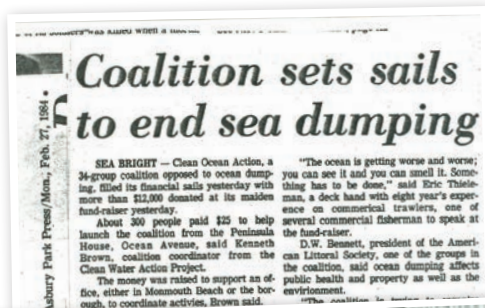 Coalition sets sails
to end sea dumping
sbury Park Press/Mon., Feb. 27, 1984
SEA BRIGHT — Clean Ocean Action, a
34-group coalition opposed to ocean dump-
ing, filled its financial sails yesterday with
more than $12,000 donated at its maiden
fund-raiser yesterday.
About 300 people paid $25 to help
launch the coalition from the Peninsula
House, Ocean Avenue, said Kenneth
Brown, coalition coordinator from the
Clean Water Action Project.
The money was raised to support an of-
fice, either in Monmouth Beach or the bor-
ough, to coordinate activies, Brown said.
"The ocean is getting worse and worse;
you can see it and you can smell it. Some-
thing has to be done," said Eric Thiele-
man, a deck hand with eight year's exper-
ence on commerical trawlers, one of
several commercial fisherman to speak at
the fund-raiser.
D.W. Bennett, president of the Ameri-
can Littoral Society, one of the groups in
the coalition, said ocean dumping affects
public health and property as well as the
envirionment.
"The coalition is